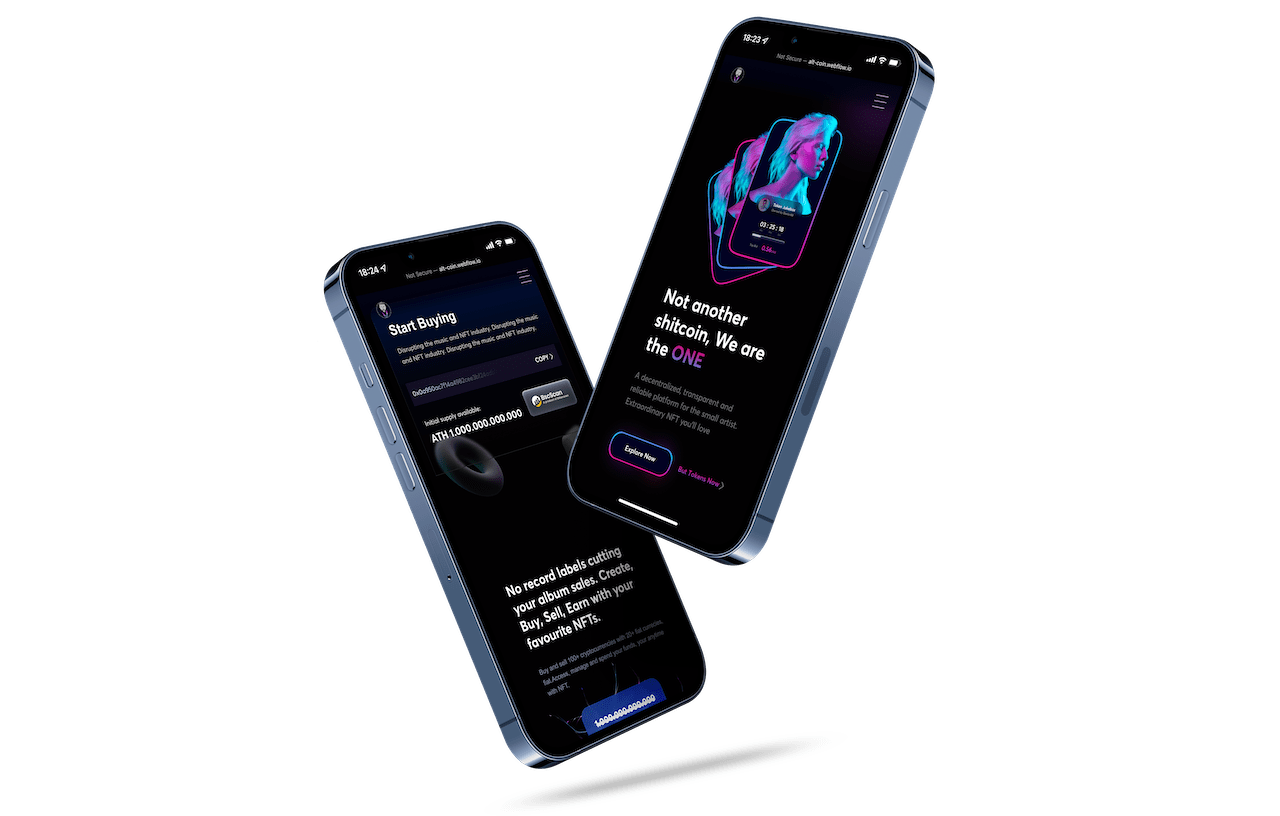 18:23
Not Secure — alt-coin.webflow.io
03 : 25 : 18
0,54
Not another
shitcoin, We are
the ONE
A decentralized, transparent and
reliable platform for the small artist.
Extraordinary NFT you'll love
Explore Now
But Tokens Now
18:24
Not Secure — alt-coin.webflow.io
Start Buying
Disrupting the music and NFT industry. Disrupting the music
and NFT industry. Disrupting the music and NFT industry.
COPY
Initial supply available:
ATH 1.000.000.000.000
BscScan
No record labels cutting
your album sales. Create,
Buy, Sell, Earn with your
favourite NFTs.
Buy and sell 100+ cryptocurrencies with 20+ fiat currencies,
fiat.Access, manage and spend your funds, your anytime
with NFT.
1.000.000.000.000